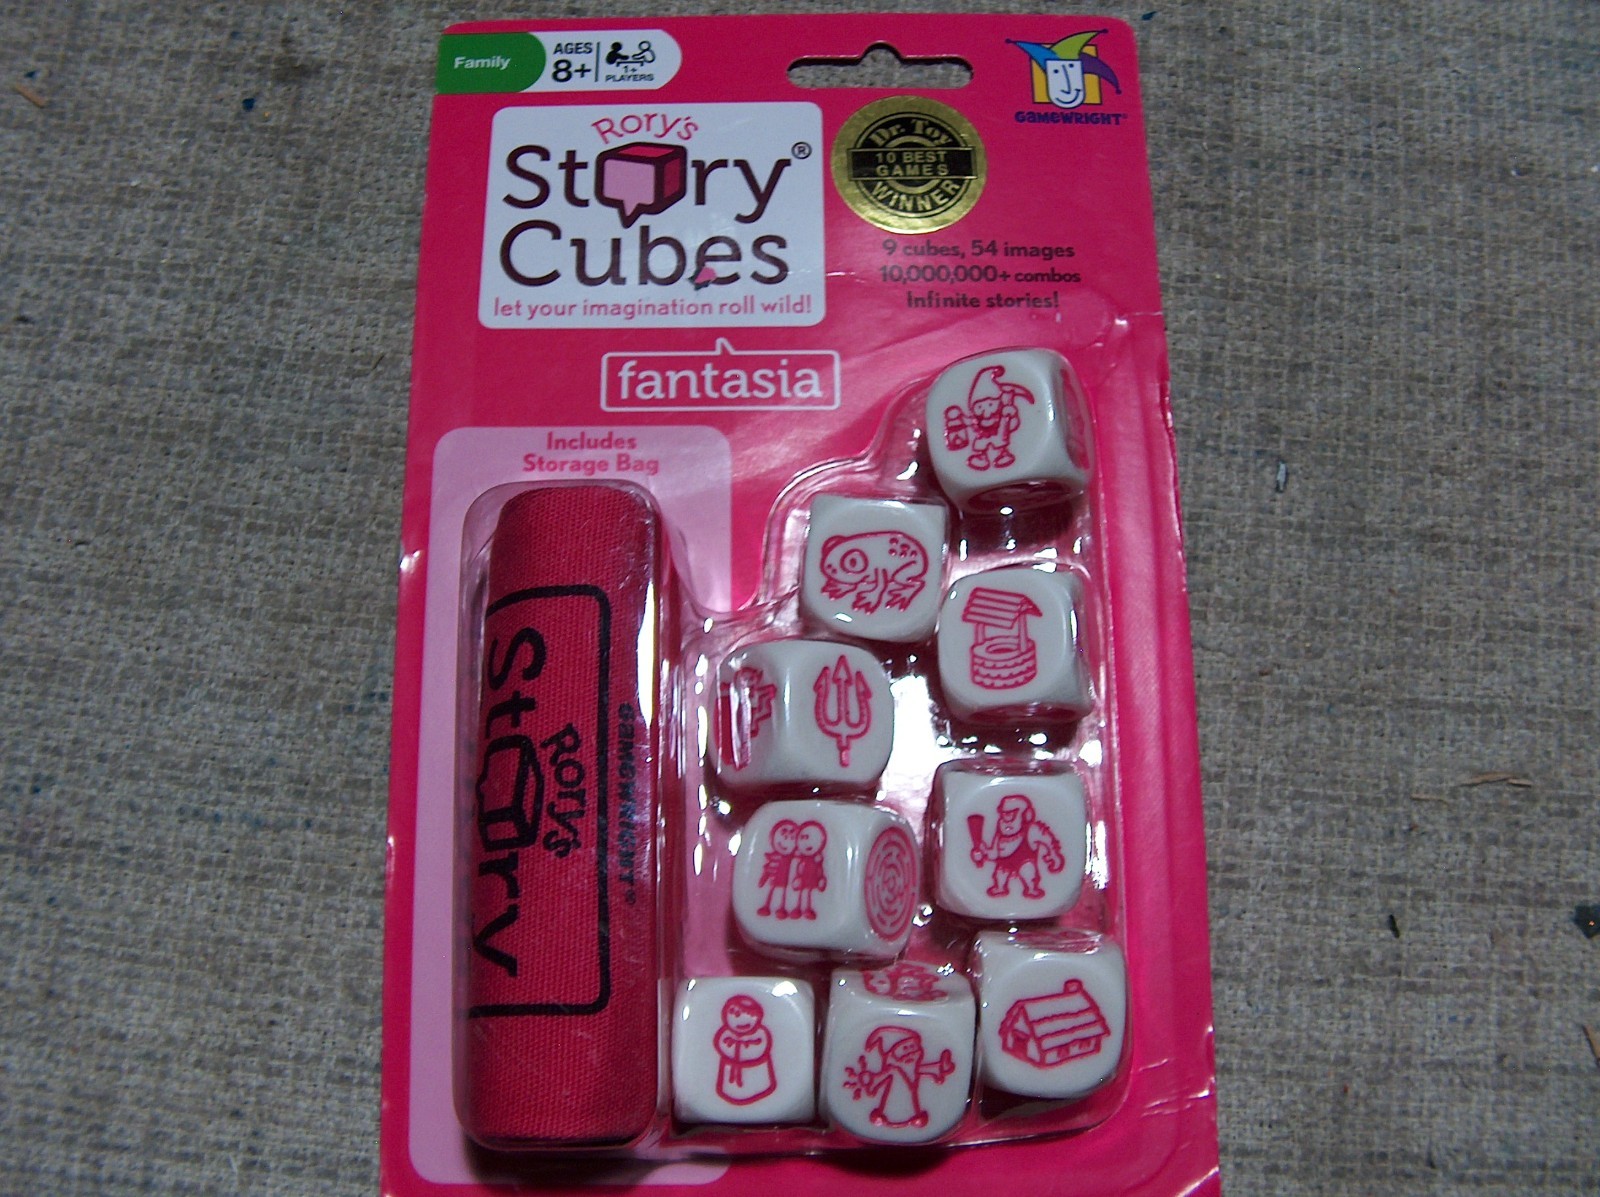 Family
AGES
8+
1+
PLAYERS
GAMEWRIGHT®
Rory's
Story®
Cubes
let your imagination roll wild!
Dr. Toy
10 BEST
GAMES
WINNER
9 cubes, 54 images
10,000,000+ combos
Infinite stories!
fantasia
Includes
Storage Bag
Rory's
Story
GAMEWRIGHT®